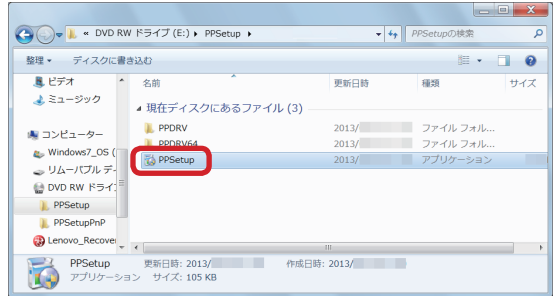 « DVD RW ドライブ (E:) ▸ PPSetup ▸
PPSetupの検索
整理 ▼ ディスクに書き込む
ビデオ
ミュージック
コンピューター
Windows7_OS (
リムーバブル デ
DVD RW ドライ
PPSetup
PPSetupPnP
Lenovo_Recove
名前 更新日時 種類 サイズ
現在ディスクにあるファイル (3)
PPDRV 2013/ ファイル フォル...
PPDRV64 2013/ ファイル フォル...
PPSetup 2013/ アプリケーション
PPSetup 更新日時: 2013/ 作成日時: 2013/
アプリケーション サイズ: 105 KB